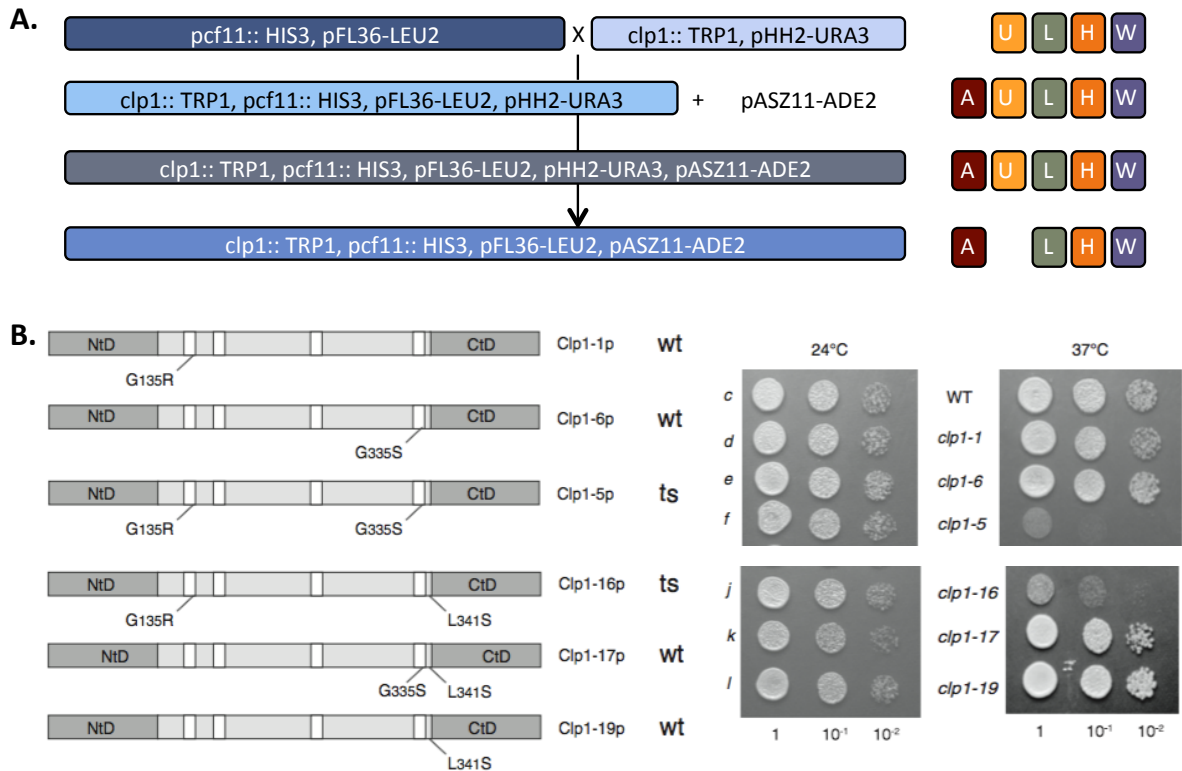 A.
pcf11:: HIS3, pFL36-LEU2 X clp1:: TRP1, pHH2-URA3 U L H W
clp1:: TRP1, pcf11:: HIS3, pFL36-LEU2, pHH2-URA3 + pASZ11-ADE2 A U L H W
clp1:: TRP1, pcf11:: HIS3, pFL36-LEU2, pHH2-URA3, pASZ11-ADE2 A U L H W
clp1:: TRP1, pcf11:: HIS3, pFL36-LEU2, pASZ11-ADE2 A L H W
B.
NtD CtD Clp1-1p wt
G135R
NtD CtD Clp1-6p wt
G335S
NtD CtD Clp1-5p ts
G135R G335S
NtD CtD Clp1-16p ts
G135R L341S
NtD CtD Clp1-17p wt
G335S L341S
NtD CtD Clp1-19p wt
L341S
24°C 37°C
c WT
d clp1-1
e clp1-6
f clp1-5
j clp1-16
k clp1-17
l clp1-19
1 10⁻¹ 10⁻² 1 10⁻¹ 10⁻²